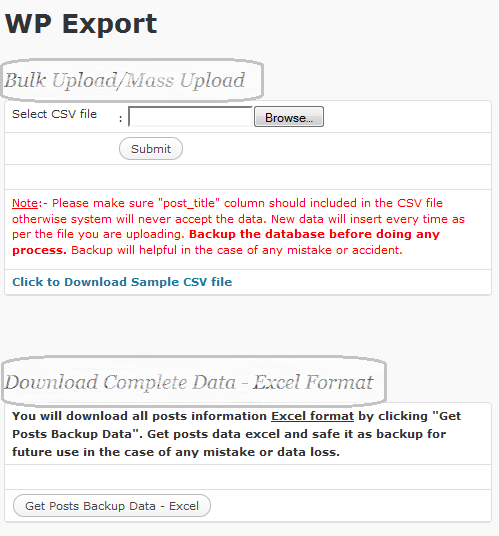 WP Export
Bulk Upload/Mass Upload
Select CSV file : Browse...
Submit
Note:- Please make sure "post_title" column should included in the CSV file
otherwise system will never accept the data. New data will insert every time as
per the file you are uploading. Backup the database before doing any
process. Backup will helpful in the case of any mistake or accident.
Click to Download Sample CSV file
Download Complete Data - Excel Format
You will download all posts information Excel format by clicking "Get
Posts Backup Data". Get posts data excel and safe it as backup for
future use in the case of any mistake or data loss.
Get Posts Backup Data - Excel